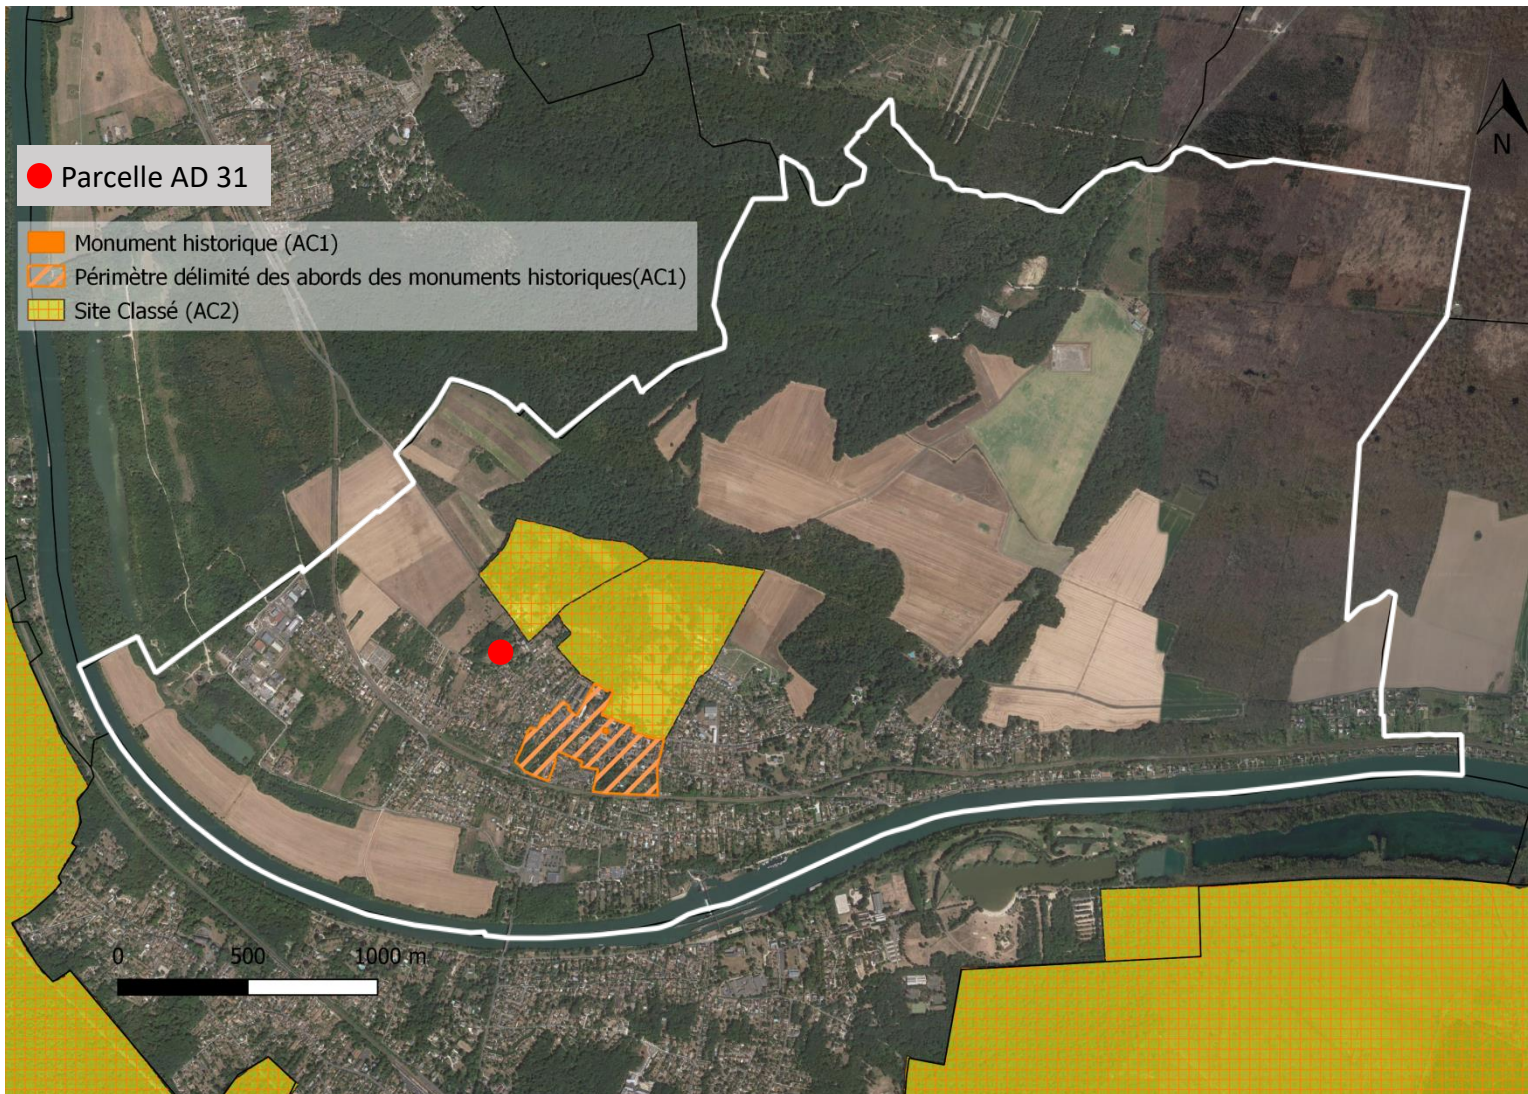 N
Parcelle AD 31
Monument historique (AC1)
Périmètre délimité des abords des monuments historiques(AC1)
Site Classé (AC2)
0 500 1000 m